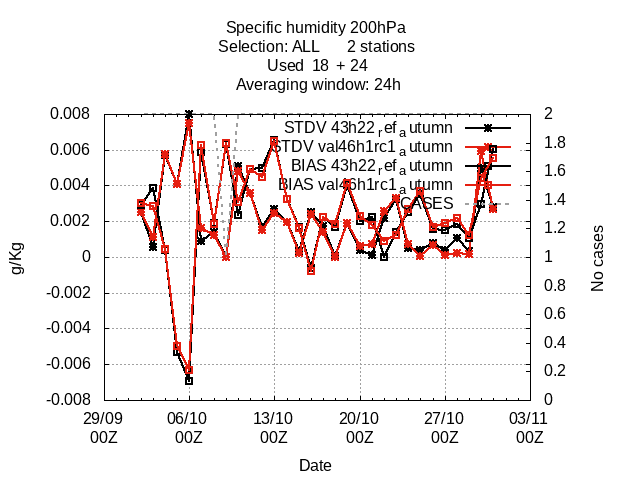 Specific humidity 200hPa
Selection: ALL 2 stations
Used 18 + 24
Averaging window: 24h
STDV 43h22ref_autumn
STDV val46h1rc1_autumn
BIAS 43h22ref_autumn
BIAS val46h1rc1_autumn
CASES
0.008
0.006
0.004
0.002
0
-0.002
-0.004
-0.006
-0.008
g/Kg
2
1.8
1.6
1.4
1.2
1
0.8
0.6
0.4
0.2
0
No cases
29/09 06/10 13/10 20/10 27/10 03/11
00Z 00Z 00Z 00Z 00Z 00Z
Date